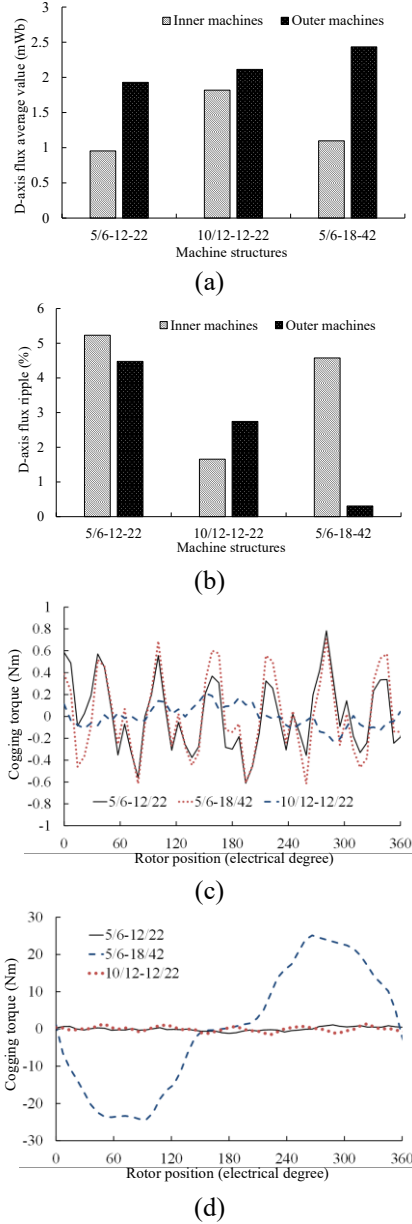 3
2.5
2
1.5
1
0.5
0
D-axis flux average value (mWb)
Inner machines Outer machines
5/6-12-22 10/12-12-22 5/6-18-42
Machine structures
(a)
6
5
4
3
2
1
0
D-axis flux ripple (%)
Inner machines Outer machines
5/6-12-22 10/12-12-22 5/6-18-42
Machine structures
(b)
1
0.8
0.6
0.4
0.2
0
-0.2
-0.4
-0.6
-0.8
-1
Cogging torque (Nm)
5/6-12/22 5/6-18/42 10/12-12/22
0 60 120 180 240 300 360
Rotor position (electrical degree)
(c)
30
20
10
0
-10
-20
-30
Cogging torque (Nm)
5/6-12/22
5/6-18/42
10/12-12/22
0 60 120 180 240 300 360
Rotor position (electrical degree)
(d)